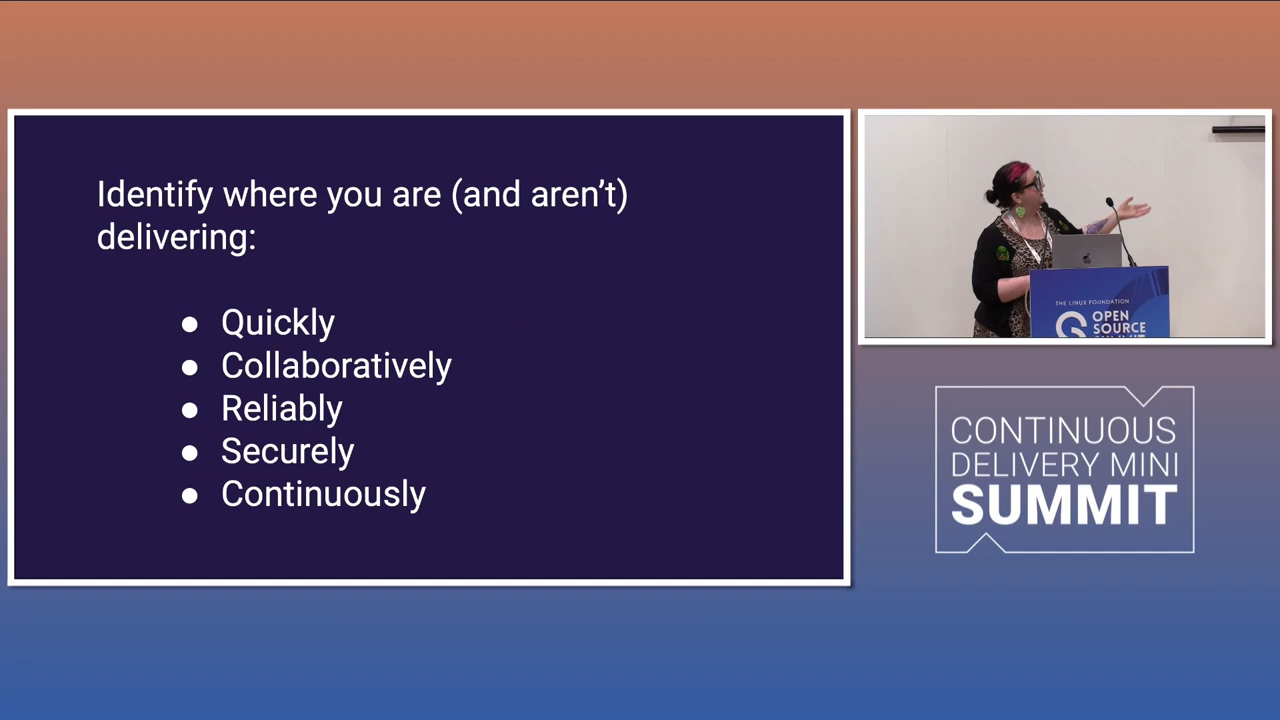 Identify where you are (and aren’t)
delivering:
● Quickly
● Collaboratively
● Reliably
● Securely
● Continuously
THE LINUX FOUNDATION
OPEN
SOURCE
SUMMIT
CONTINUOUS
DELIVERY MINI
SUMMIT